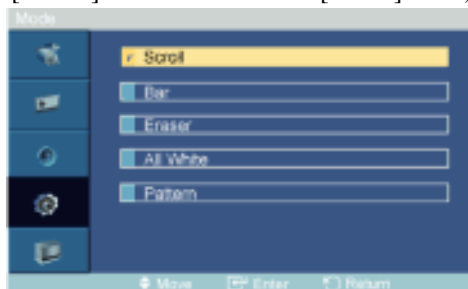 Mode
Scroll
Bar
Eraser
All White
Pattern
Move Enter Return